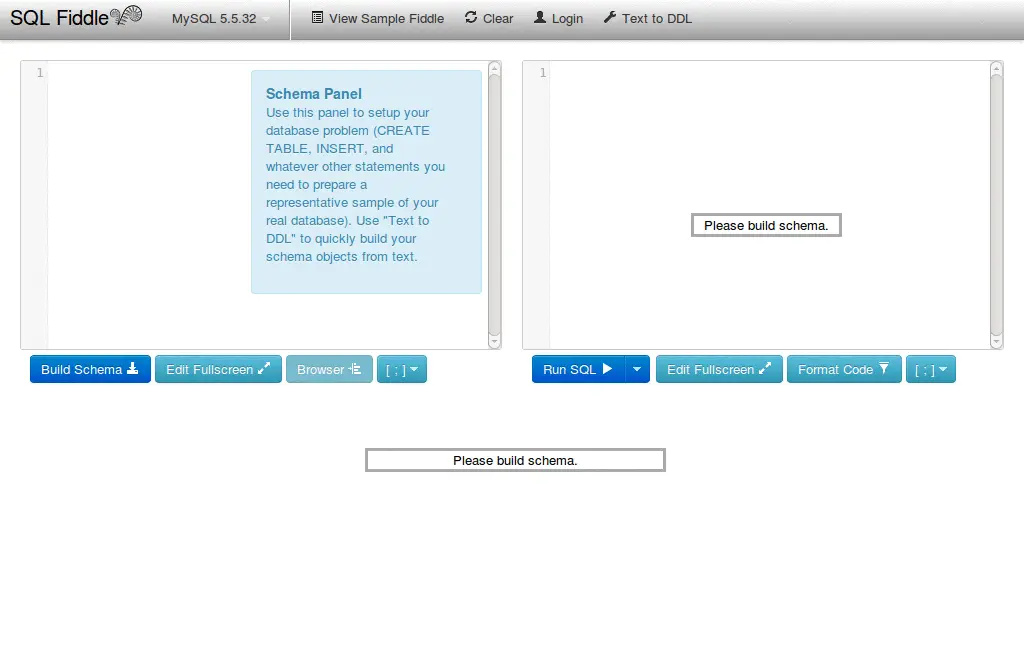 SQL Fiddle
MySQL 5.5.32
View Sample Fiddle
Clear
Login
Text to DDL
1
Schema Panel
Use this panel to setup your
database problem (CREATE
TABLE, INSERT, and
whatever other statements you
need to prepare a
representative sample of your
real database). Use "Text to
DDL" to quickly build your
schema objects from text.
1
Please build schema.
Build Schema
Edit Fullscreen
Browser
[ ; ]
Run SQL
Edit Fullscreen
Format Code
[ ; ]
Please build schema.